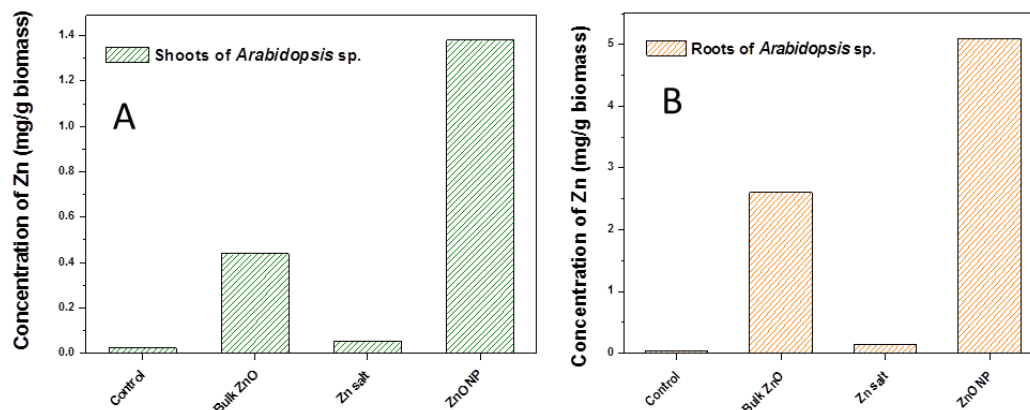 Concentration of Zn (mg/g biomass)
1.4
1.2
1.0
0.8
0.6
0.4
0.2
0.0
Shoots of Arabidopsis sp.
A
Control
Bulk ZnO
Zn salt
ZnO NP
Concentration of Zn (mg/g biomass)
5
4
3
2
1
0
Roots of Arabidopsis sp.
B
Control
Bulk ZnO
Zn salt
ZnO NP